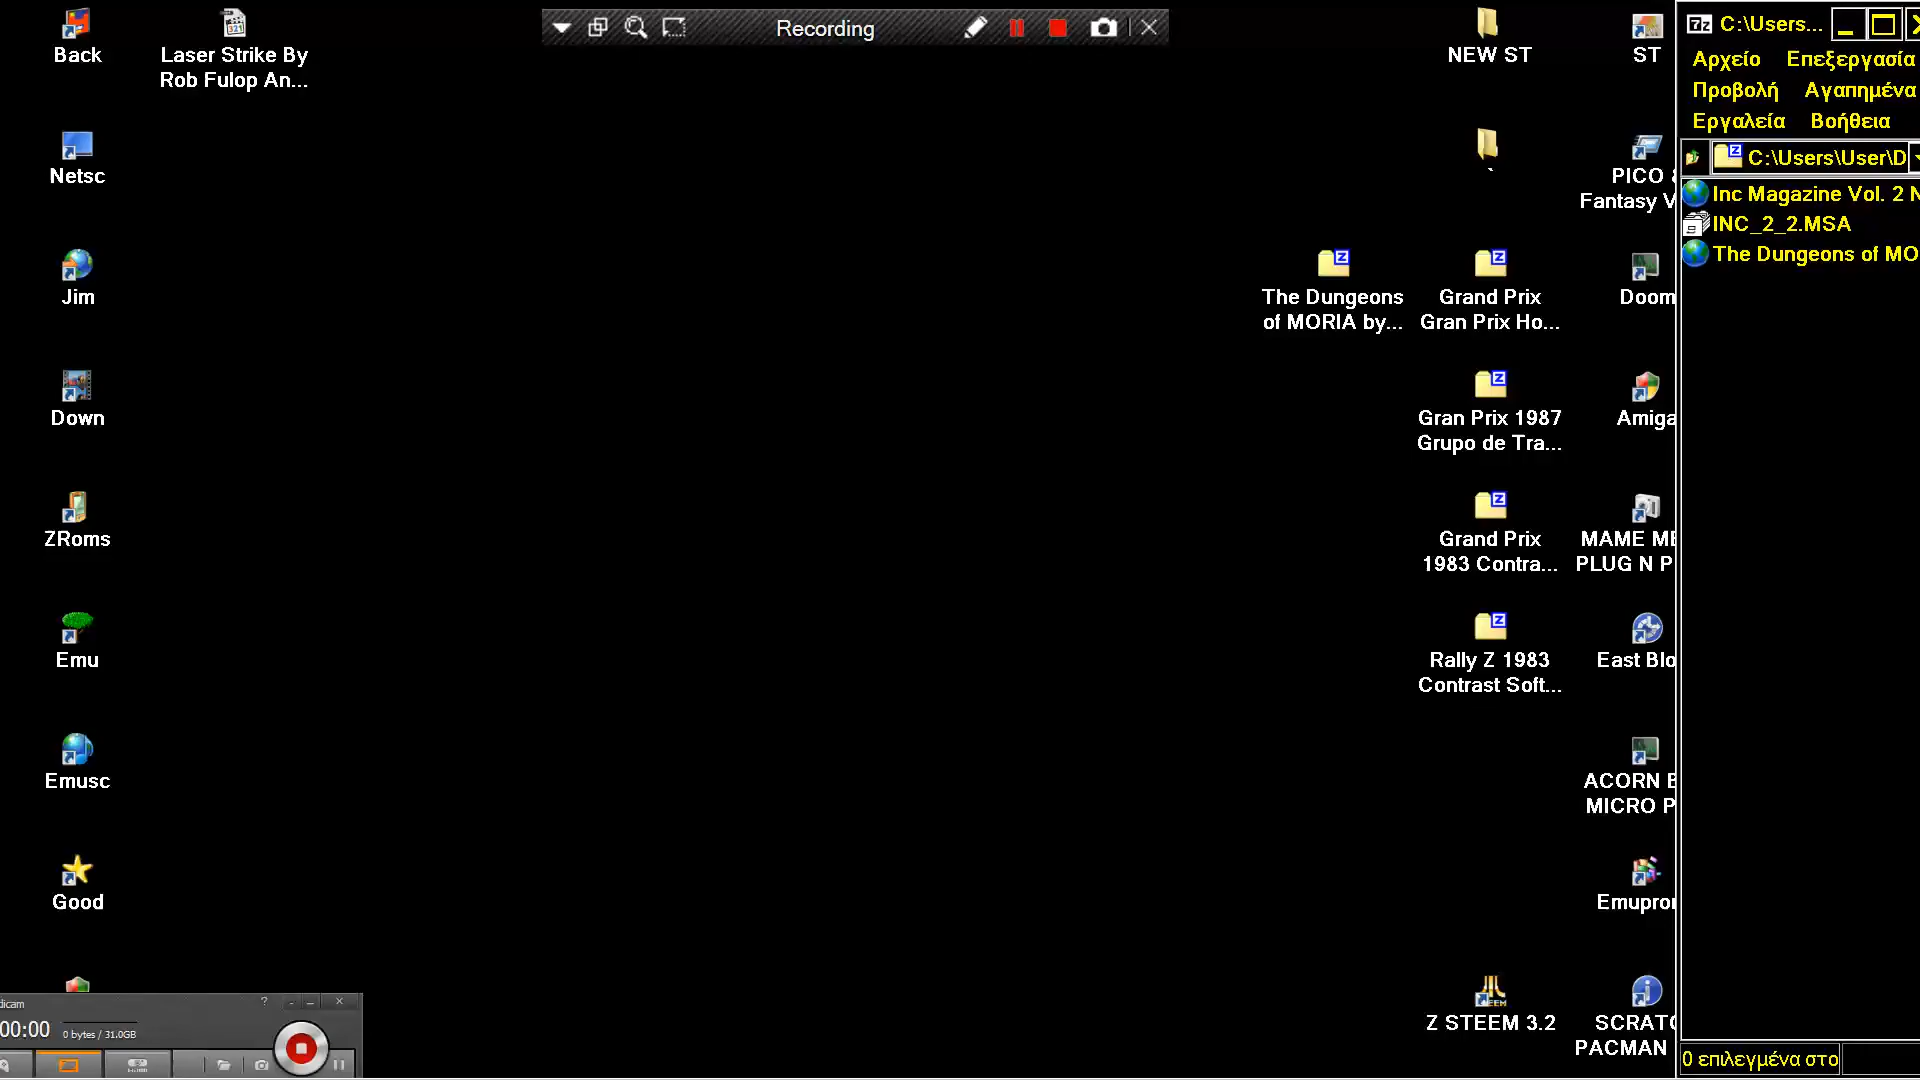 Back
Laser Strike By
Rob Fulop An...
Recording
NEW ST
ST
C:\Users...
Αρχείο Επεξεργασία
Προβολή Αγαπημένα
Εργαλεία Βοήθεια
C:\Users\User\D
Inc Magazine Vol. 2 N
INC_2_2.MSA
The Dungeons of MO
Netsc
`
PICO
Fantasy V
Jim
The Dungeons
of MORIA by...
Grand Prix
Gran Prix Ho...
Doom
Down
Gran Prix 1987
Grupo de Tra...
Amiga
ZRoms
Grand Prix
1983 Contra...
MAME ME
PLUG N P
Emu
Rally Z 1983
Contrast Soft...
East Blo
Emusc
ACORN B
MICRO P
Good
Emupro
dicam
00:00
0 bytes / 31.0GB
Z STEEM 3.2
SCRATC
PACMAN
0 επιλεγμένα στο